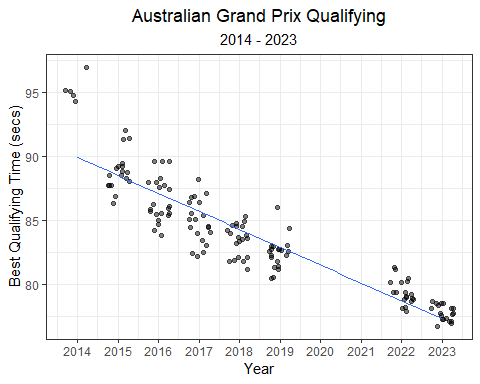 Australian Grand Prix Qualifying
2014 - 2023
Best Qualifying Time (secs)
95
90
85
80
2014 2015 2016 2017 2018 2019 2020 2021 2022 2023
Year